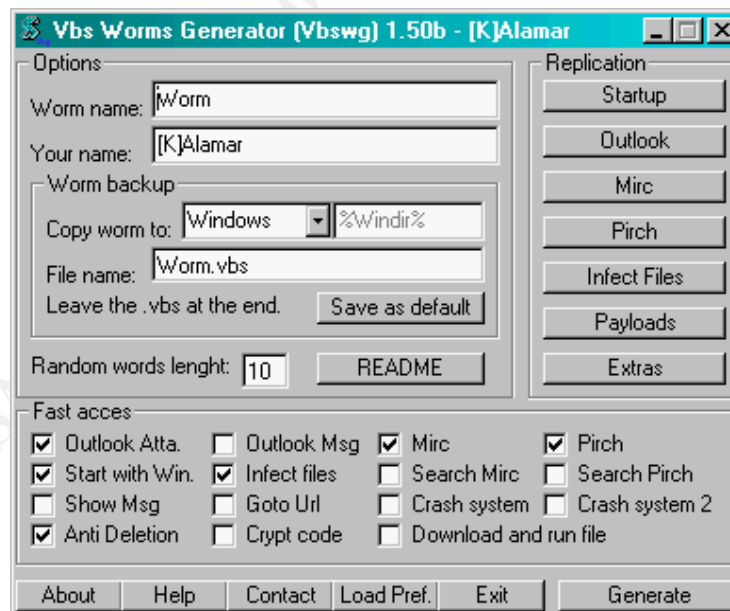 Vbs Worms Generator (Vbswg) 1.50b - [K]Alamar
Options
Worm name: Worm
Your name: [K]Alamar
Worm backup
Copy worm to: Windows %Windir%
File name: Worm.vbs
Leave the .vbs at the end. Save as default
Random words lenght: 10 README
Replication
Startup
Outlook
Mirc
Pirch
Infect Files
Payloads
Extras
Fast acces
Outlook Atta. Outlook Msg Mirc Pirch
Start with Win. Infect files Search Mirc Search Pirch
Show Msg Goto Url Crash system Crash system 2
Anti Deletion Crypt code Download and run file
About Help Contact Load Pref. Exit Generate